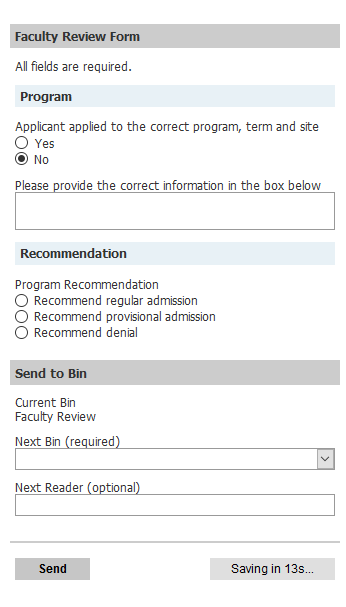 Faculty Review Form
All fields are required.
Program
Applicant applied to the correct program, term and site
Yes
No
Please provide the correct information in the box below
Recommendation
Program Recommendation
Recommend regular admission
Recommend provisional admission
Recommend denial
Send to Bin
Current Bin
Faculty Review
Next Bin (required)
Next Reader (optional)
Send
Saving in 13s...